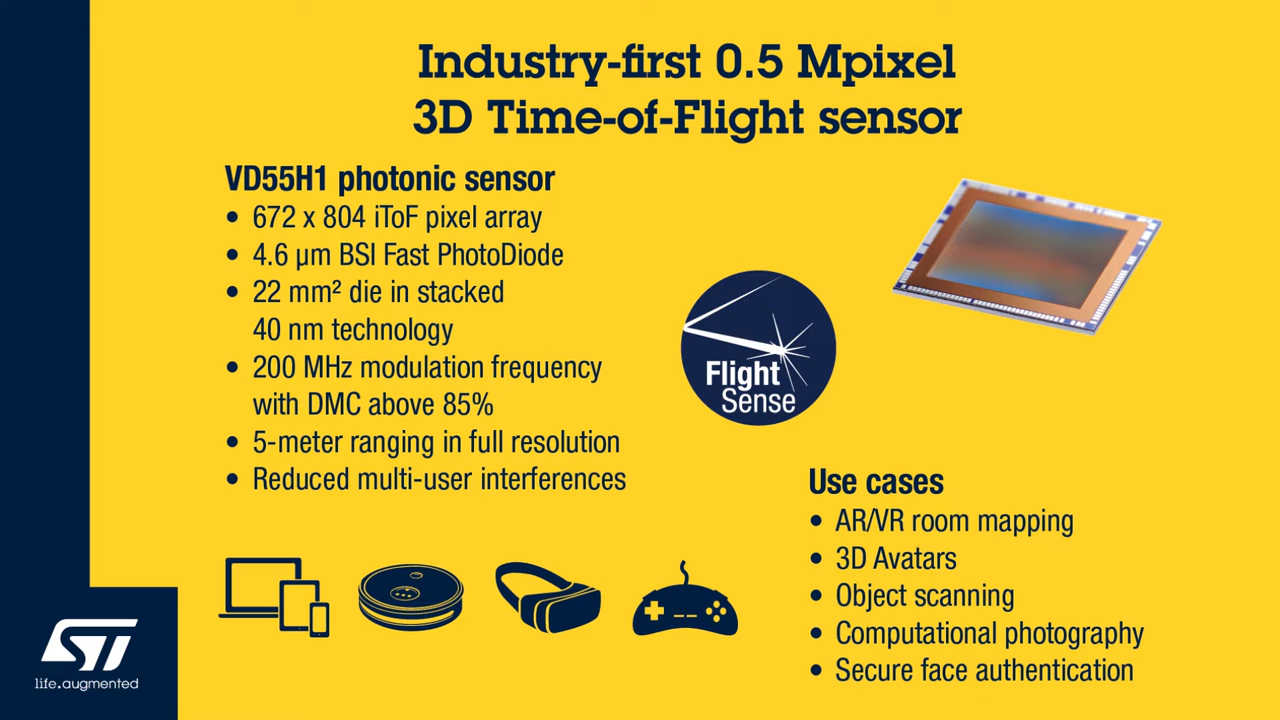 Industry-first 0.5 Mpixel
3D Time-of-Flight sensor
VD55H1 photonic sensor
• 672 x 804 iToF pixel array
• 4.6 µm BSI Fast PhotoDiode
• 22 mm² die in stacked
40 nm technology
• 200 MHz modulation frequency
with DMC above 85%
• 5-meter ranging in full resolution
• Reduced multi-user interferences
Flight
Sense
Use cases
• AR/VR room mapping
• 3D Avatars
• Object scanning
• Computational photography
• Secure face authentication
ST
life.augmented